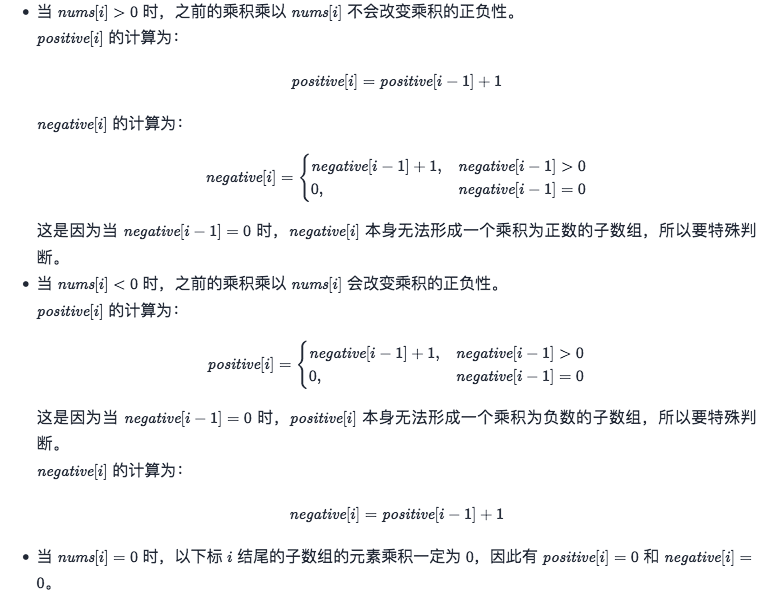 • 当 nums[i] > 0 时，之前的乘积乘以 nums[i] 不会改变乘积的正负性。
positive[i] 的计算为：
positive[i] = positive[i − 1] + 1
negative[i] 的计算为：
negative[i] = { negative[i − 1] + 1, negative[i − 1] > 0
0, negative[i − 1] = 0
这是因为当 negative[i − 1] = 0 时，negative[i] 本身无法形成一个乘积为正数的子数组，所以要特殊判
断。
• 当 nums[i] < 0 时，之前的乘积乘以 nums[i] 会改变乘积的正负性。
positive[i] 的计算为：
positive[i] = { negative[i − 1] + 1, negative[i − 1] > 0
0, negative[i − 1] = 0
这是因为当 negative[i − 1] = 0 时，positive[i] 本身无法形成一个乘积为负数的子数组，所以要特殊判
断。
negative[i] 的计算为：
negative[i] = positive[i − 1] + 1
• 当 nums[i] = 0 时，以下标 i 结尾的子数组的元素乘积一定为 0，因此有 positive[i] = 0 和 negative[i] =
0。